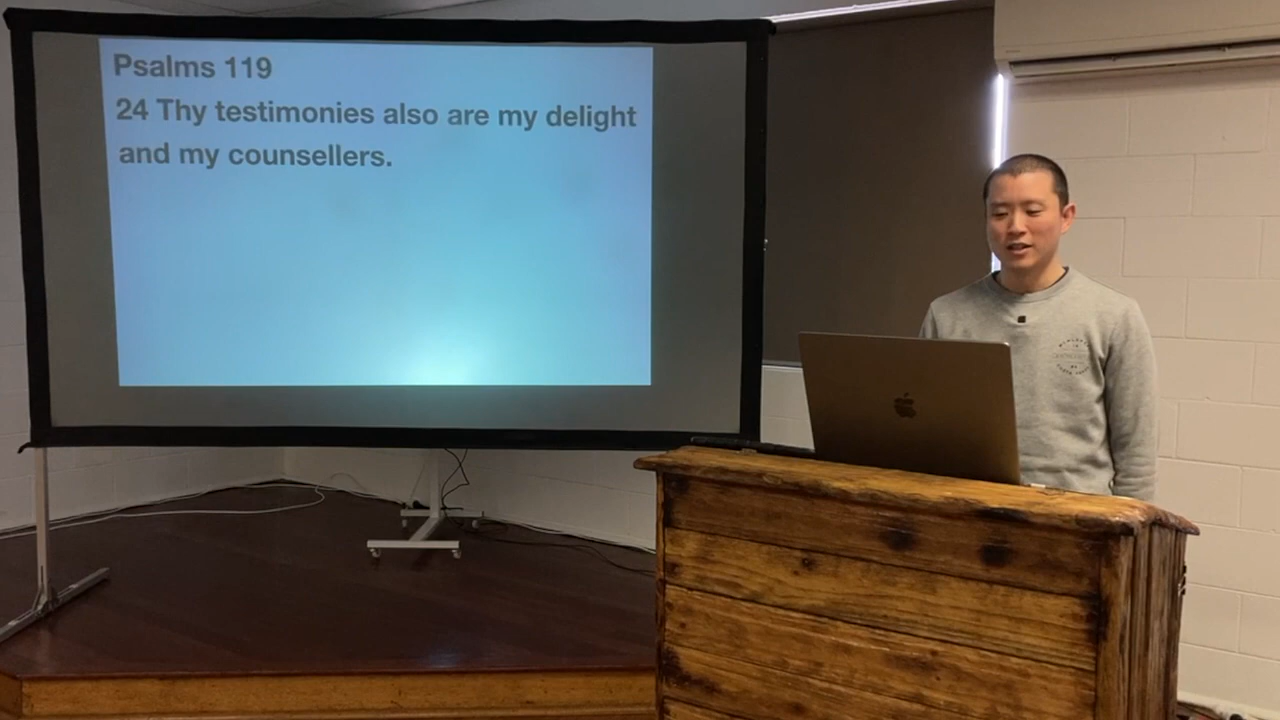 Psalms 119
24 Thy testimonies also are my delight
and my counsellers.